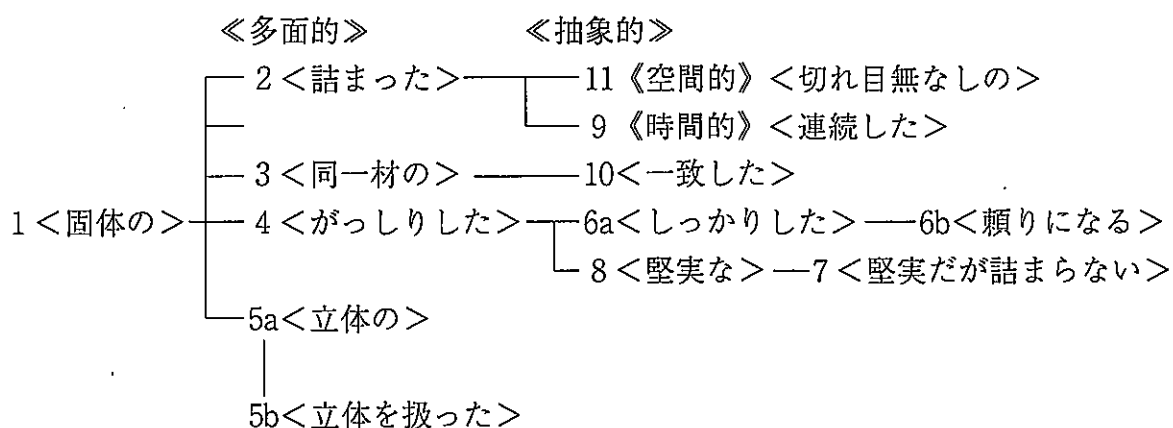 ≪多面的≫ ≪抽象的≫
2＜詰まった＞ 11《空間的》＜切れ目無なしの＞
9《時間的》＜連続した＞
3＜同一材の＞ 10＜一致した＞
1＜固体の＞ 4＜がっしりした＞ 6a＜しっかりした＞ 6b＜頼りになる＞
8＜堅実な＞ 7＜堅実だが詰まらない＞
5a＜立体の＞
5b＜立体を扱った＞